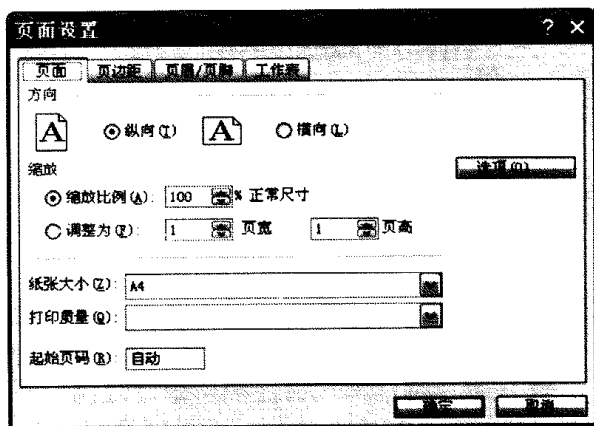 页面设置 ? ×
页面 页边距 页眉/页脚 工作表
方向
A 纵向(T) A 横向(L)
缩放 选项(O)
缩放比例(A): 100 % 正常尺寸
调整为(F): 1 页宽 1 页高
纸张大小(Z): A4
打印质量(Q):
起始页码(R): 自动
确定 取消